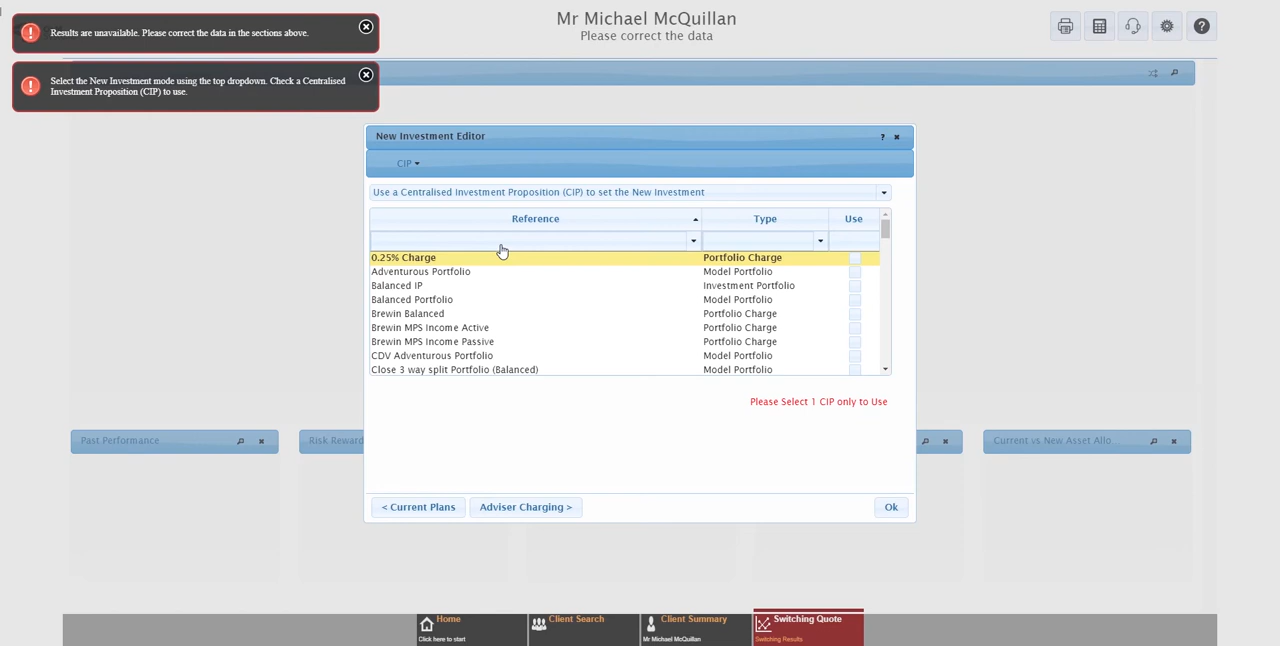 Mr Michael McQuillan
Please correct the data
Results are unavailable. Please correct the data in the sections above.
Select the New Investment mode using the top dropdown. Check a Centralised
Investment Proposition (CIP) to use.
New Investment Editor
CIP
Use a Centralised Investment Proposition (CIP) to set the New Investment
Reference Type Use
0.25% Charge Portfolio Charge
Adventurous Portfolio Model Portfolio
Balanced IP Investment Portfolio
Balanced Portfolio Model Portfolio
Brewin Balanced Portfolio Charge
Brewin MPS Income Active Portfolio Charge
Brewin MPS Income Passive Portfolio Charge
CDV Adventurous Portfolio Model Portfolio
Close 3 way split Portfolio (Balanced) Model Portfolio
Please Select 1 CIP only to Use
Past Performance
Risk Reward
Current vs New Asset Allo...
< Current Plans Adviser Charging > Ok
Home
Click here to start
Client Search
Client Summary
Mr Michael McQuillan
Switching Quote
Switching Results